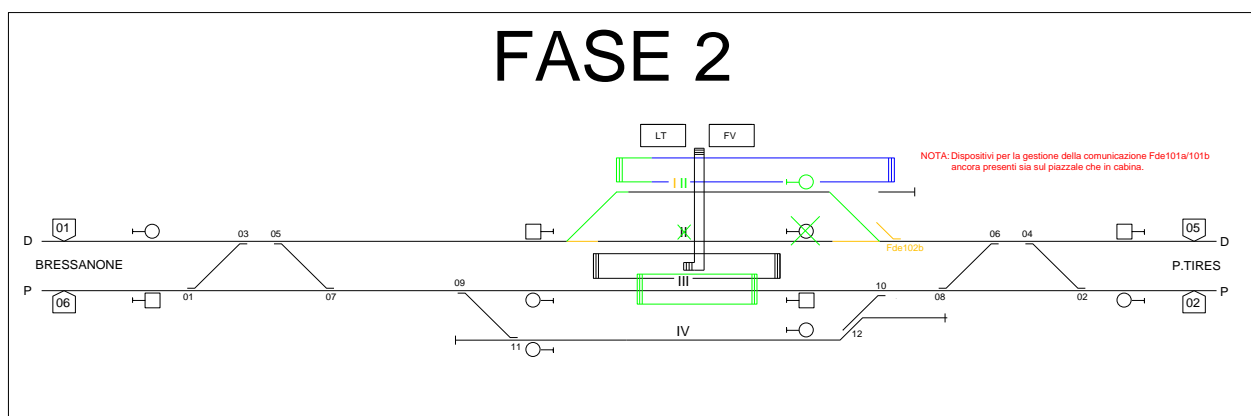 FASE 2
LT
FV
NOTA: Dispositivi per la gestione della comunicazione Fde101a/101b
ancora presenti sia sul piazzale che in cabina.
I II
01
03
05
II
Fde102b
06
04
05
D
D
BRESSANONE
P.TIRES
P
P
06
01
07
09
III
10
08
02
02
11
IV
12